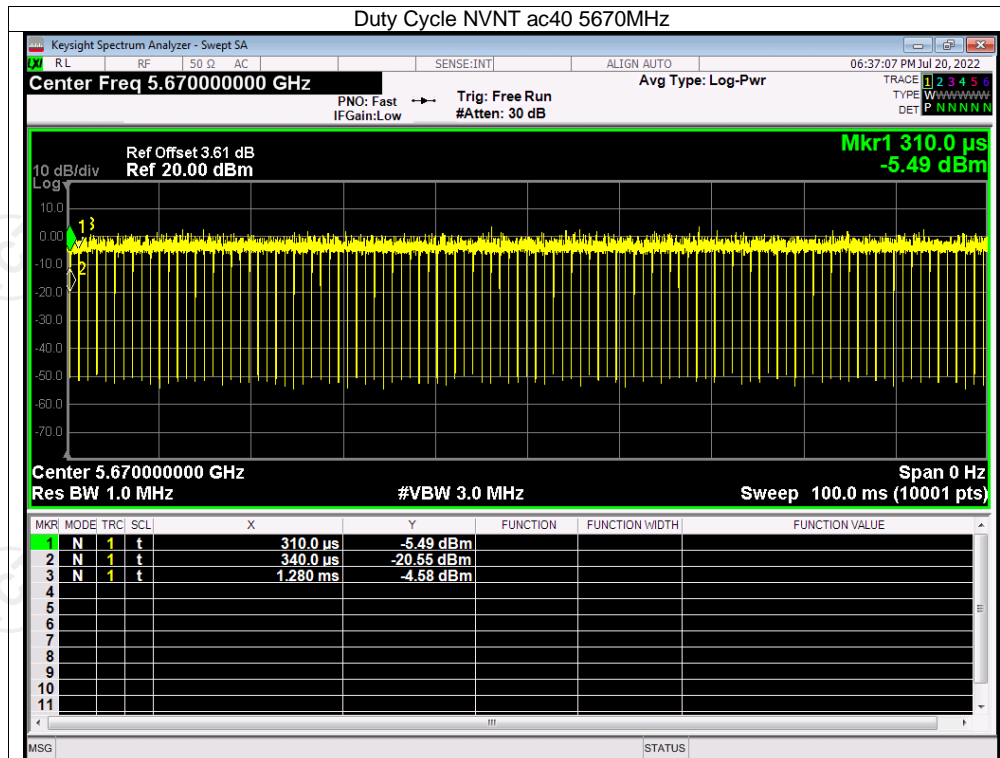 Duty Cycle NVNT ac40 5670MHz
Keysight Spectrum Analyzer - Swept SA
LXI RL RF 50 Ω AC SENSE:INT ALIGN AUTO 06:37:07 PM Jul 20, 2022
Center Freq 5.670000000 GHz Avg Type: Log-Pwr TRACE 1 2 3 4 5 6
PNO: Fast Trig: Free Run TYPE WWWWWW
IFGain:Low #Atten: 30 dB DET P N N N N N
Mkr1 310.0 µs
Ref Offset 3.61 dB -5.49 dBm
10 dB/div Ref 20.00 dBm
Log
10.0
1 3
0.00
-10.0 2
-20.0
-30.0
-40.0
-50.0
-60.0
-70.0
Center 5.670000000 GHz Span 0 Hz
Res BW 1.0 MHz #VBW 3.0 MHz Sweep 100.0 ms (10001 pts)
MKR MODE TRC SCL X Y FUNCTION FUNCTION WIDTH FUNCTION VALUE
1 N 1 t 310.0 µs -5.49 dBm
2 N 1 t 340.0 µs -20.55 dBm
3 N 1 t 1.280 ms -4.58 dBm
4
5
6
7
8
9
10
11
MSG STATUS